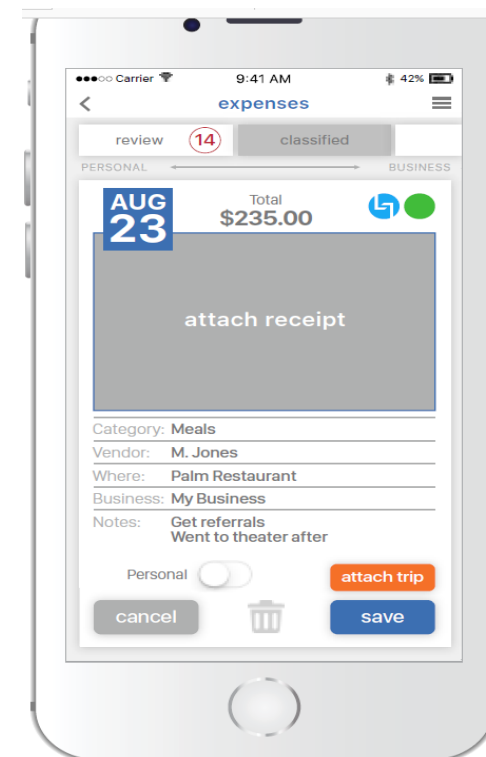 Carrier 9:41 AM 42%
expenses
review 14 classified
PERSONAL BUSINESS
AUG
23
Total
$235.00
attach receipt
Category: Meals
Vendor: M. Jones
Where: Palm Restaurant
Business: My Business
Notes: Get referrals
Went to theater after
Personal attach trip
cancel save